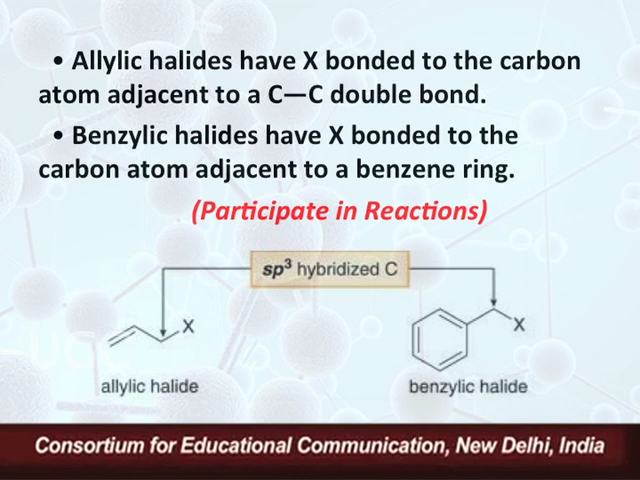 • Allylic halides have X bonded to the carbon
atom adjacent to a C—C double bond.
• Benzylic halides have X bonded to the
carbon atom adjacent to a benzene ring.
(Participate in Reactions)
sp³ hybridized C
X
X
allylic halide
benzylic halide
Consortium for Educational Communication, New Delhi, India